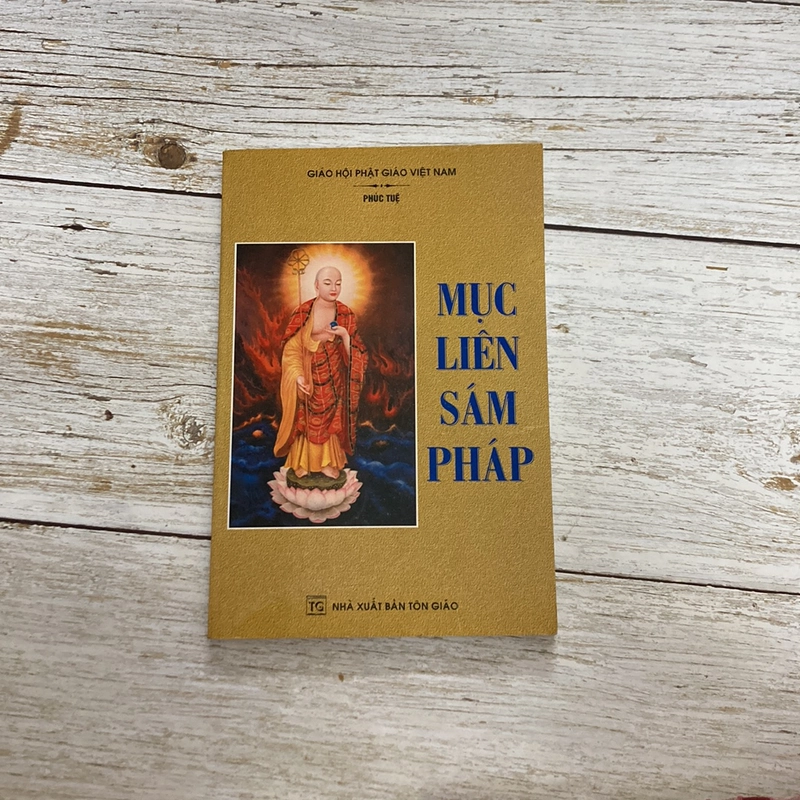 GIÁO HỘI PHẬT GIÁO VIỆT NAM
PHÚC TUỆ
MỤC
LIÊN
SÁM
PHÁP
TG NHÀ XUẤT BẢN TÔN GIÁO